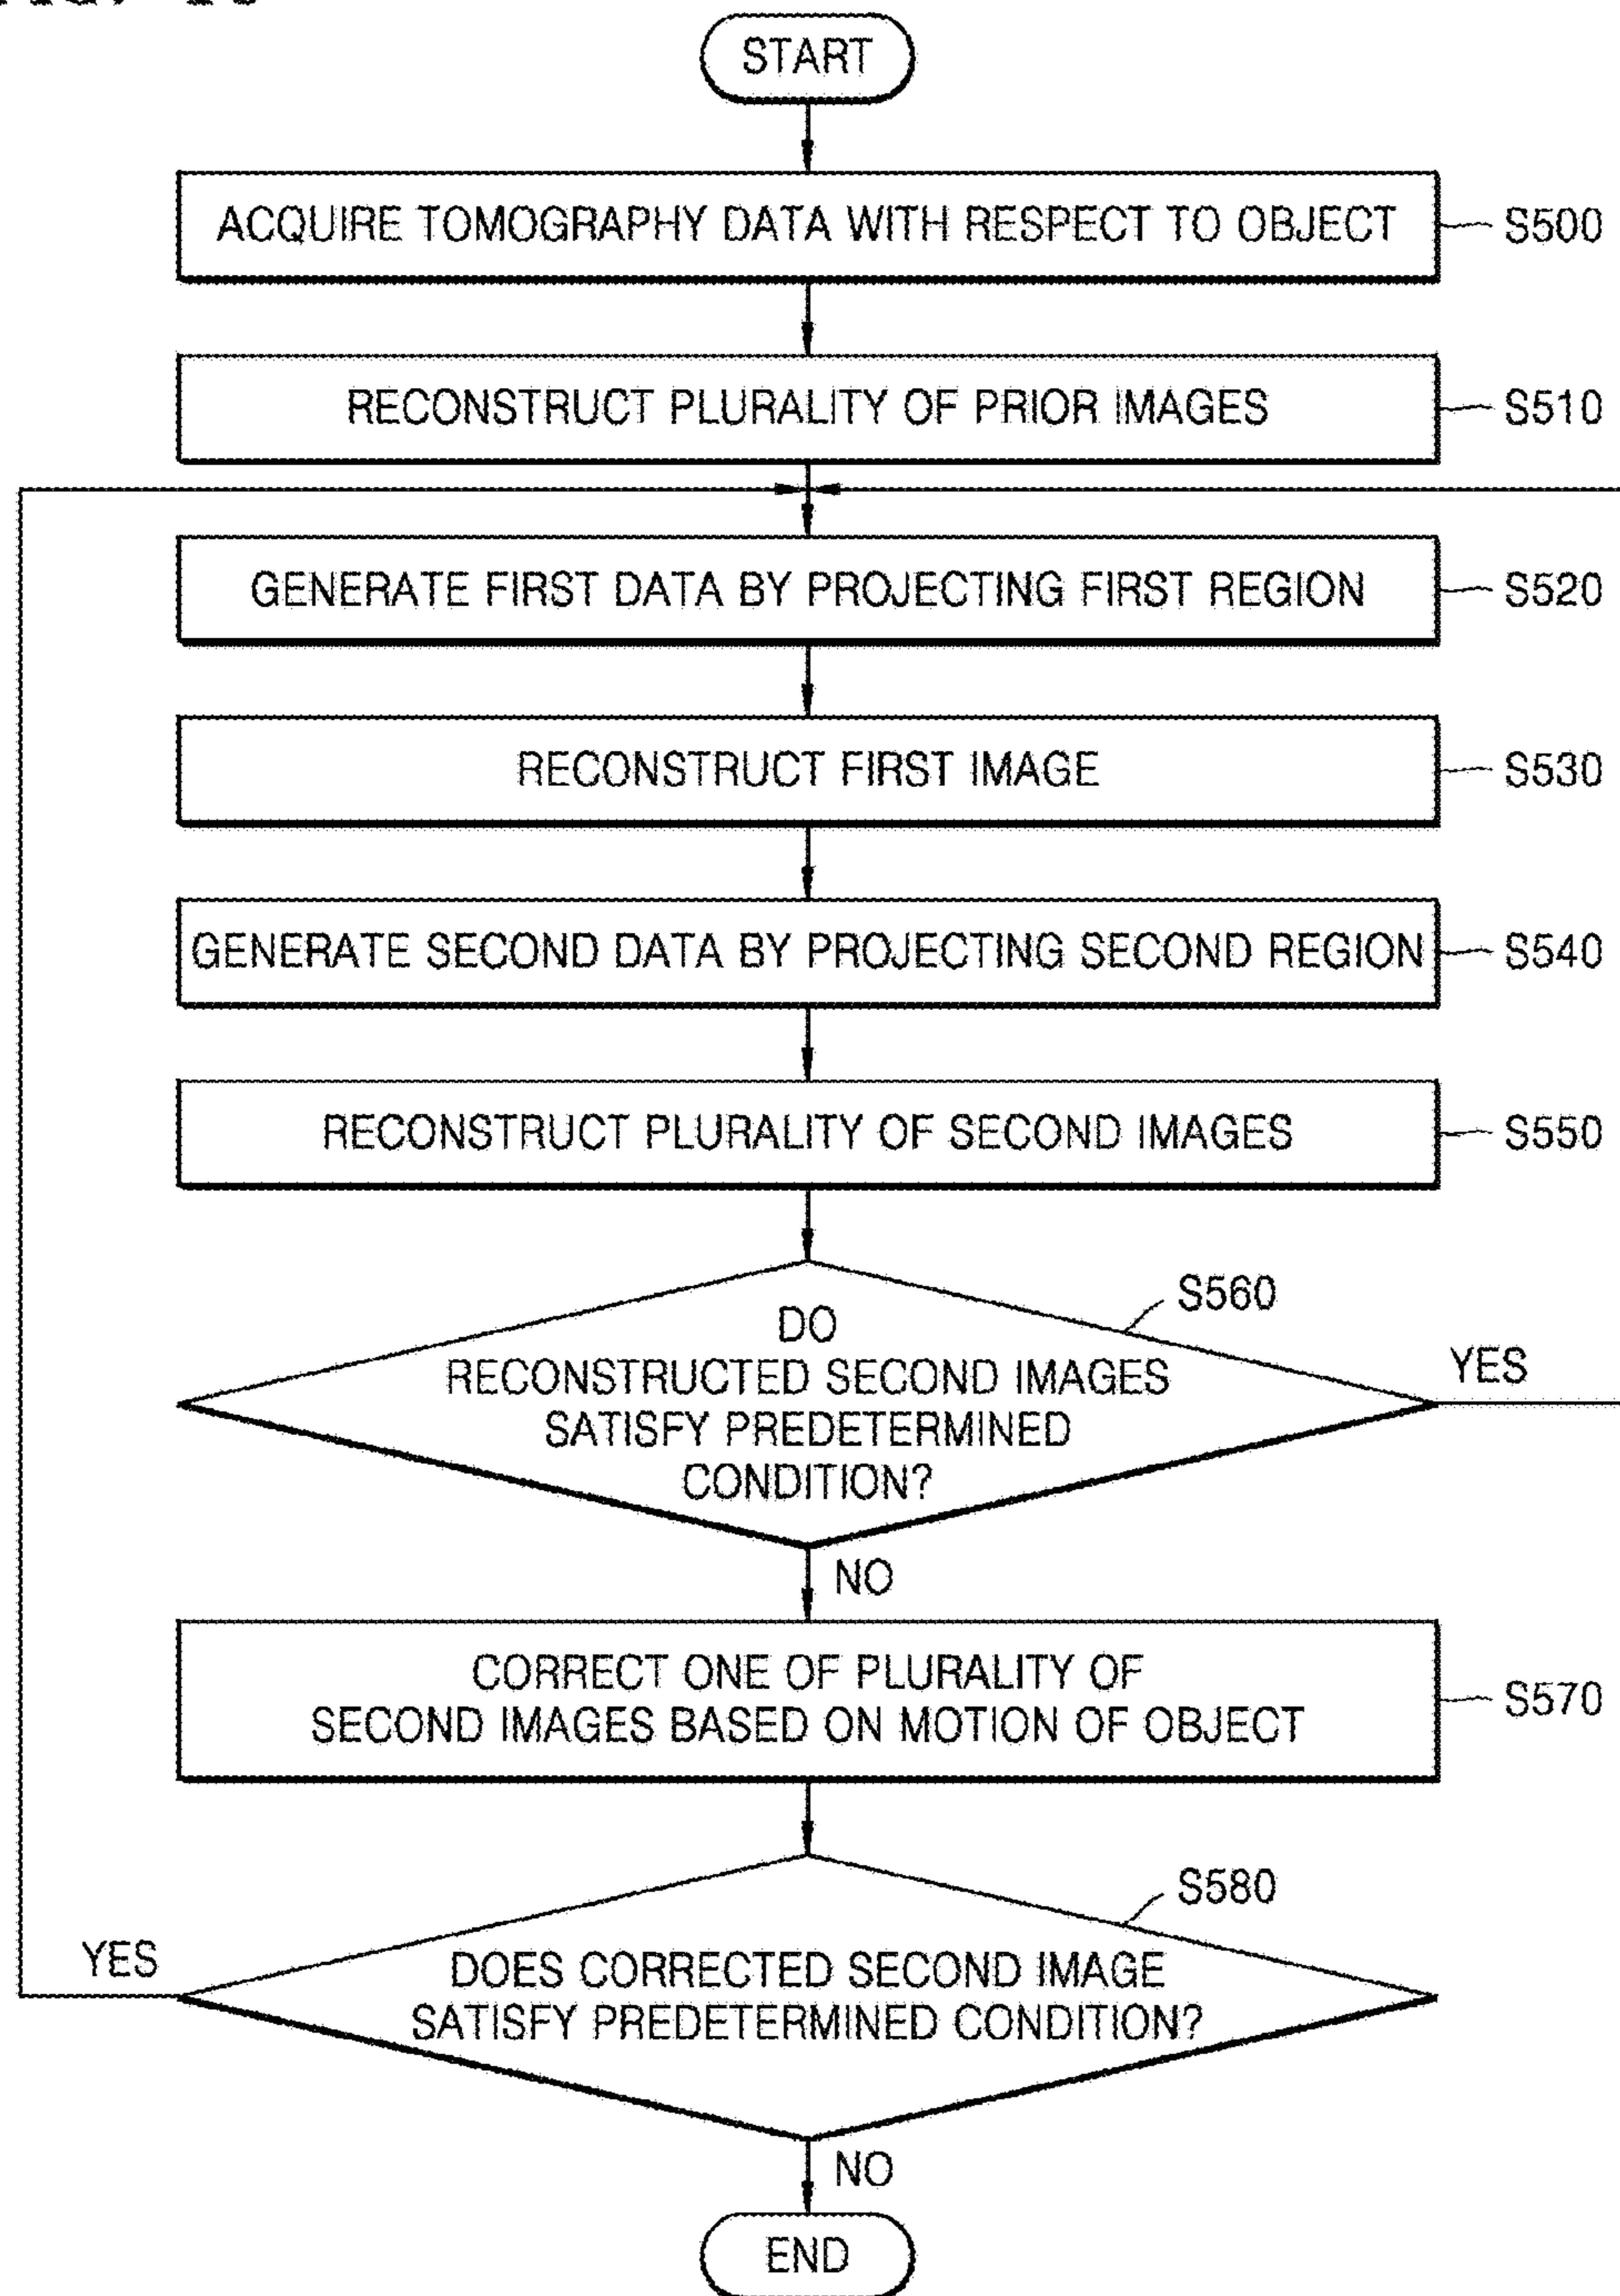 START
ACQUIRE TOMOGRAPHY DATA WITH RESPECT TO OBJECT
S500
RECONSTRUCT PLURALITY OF PRIOR IMAGES
S510
GENERATE FIRST DATA BY PROJECTING FIRST REGION
S520
RECONSTRUCT FIRST IMAGE
S530
GENERATE SECOND DATA BY PROJECTING SECOND REGION
S540
RECONSTRUCT PLURALITY OF SECOND IMAGES
S550
S560
DO
RECONSTRUCTED SECOND IMAGES
SATISFY PREDETERMINED
CONDITION?
YES
NO
CORRECT ONE OF PLURALITY OF
SECOND IMAGES BASED ON MOTION OF OBJECT
S570
S580
YES
DOES CORRECTED SECOND IMAGE
SATISFY PREDETERMINED CONDITION?
NO
END